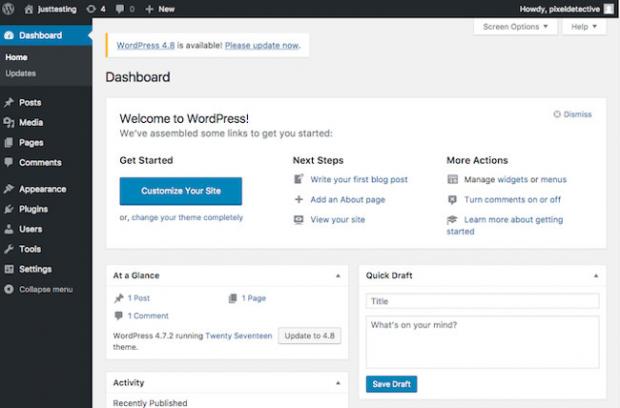 justtesting 4 0 + New Howdy, pixeldetective
Screen Options Help
Dashboard
Home
Updates
Posts
Media
Pages
Comments
Appearance
Plugins
Users
Tools
Settings
Collapse menu
WordPress 4.8 is available! Please update now.
Dashboard
Welcome to WordPress!
We've assembled some links to get you started:
Dismiss
Get Started
Customize Your Site
or, change your theme completely
Next Steps
Write your first blog post
Add an About page
View your site
More Actions
Manage widgets or menus
Turn comments on or off
Learn more about getting
started
At a Glance
1 Post 1 Page
1 Comment
WordPress 4.7.2 running Twenty Seventeen
theme.
Update to 4.8
Activity
Recently Published
Quick Draft
Title
What's on your mind?
Save Draft